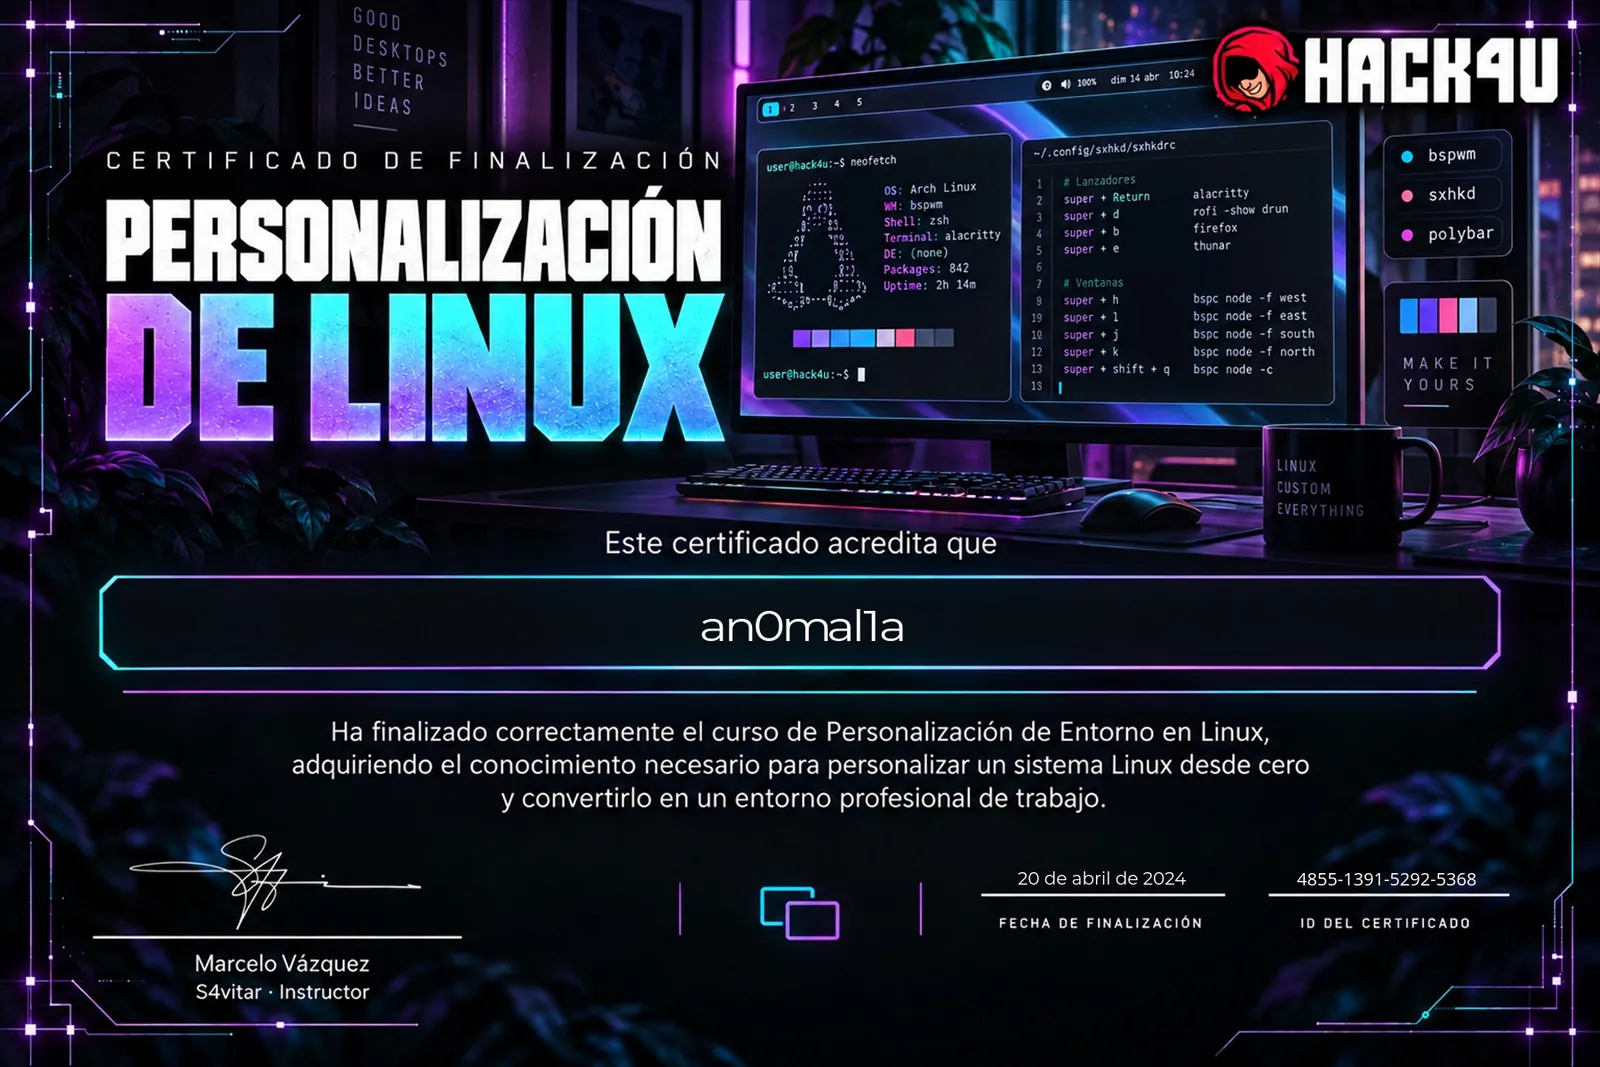 GOOD
DESKTOPS
BETTER
IDEAS
HACK4U
CERTIFICADO DE FINALIZACIÓN
PERSONALIZACIÓN
DE LINUX
1 2 3 4 5
100% dim 14 abr 10:24
user@hack4u:~$ neofetch
OS: Arch Linux
WM: bspwm
Shell: zsh
Terminal: alacritty
DE: (none)
Packages: 842
Uptime: 2h 14m
user@hack4u:~$
~/.config/sxhkd/sxhkdrc
1 # Lanzadores
2 super + Return alacritty
3 super + d rofi -show drun
4 super + b firefox
5 super + e thunar
6
7 # Ventanas
8 super + h bspc node -f west
19 super + l bspc node -f east
10 super + j bspc node -f south
12 super + k bspc node -f north
13 super + shift + q bspc node -c
13
bspwm
sxhkd
polybar
MAKE IT
YOURS
LINUX
CUSTOM
EVERYTHING
Este certificado acredita que
an0mal1a
Ha finalizado correctamente el curso de Personalización de Entorno en Linux,
adquiriendo el conocimiento necesario para personalizar un sistema Linux desde cero
y convertirlo en un entorno profesional de trabajo.
Marcelo Vázquez
S4vitar · Instructor
20 de abril de 2024
FECHA DE FINALIZACIÓN
4855-1391-5292-5368
ID DEL CERTIFICADO